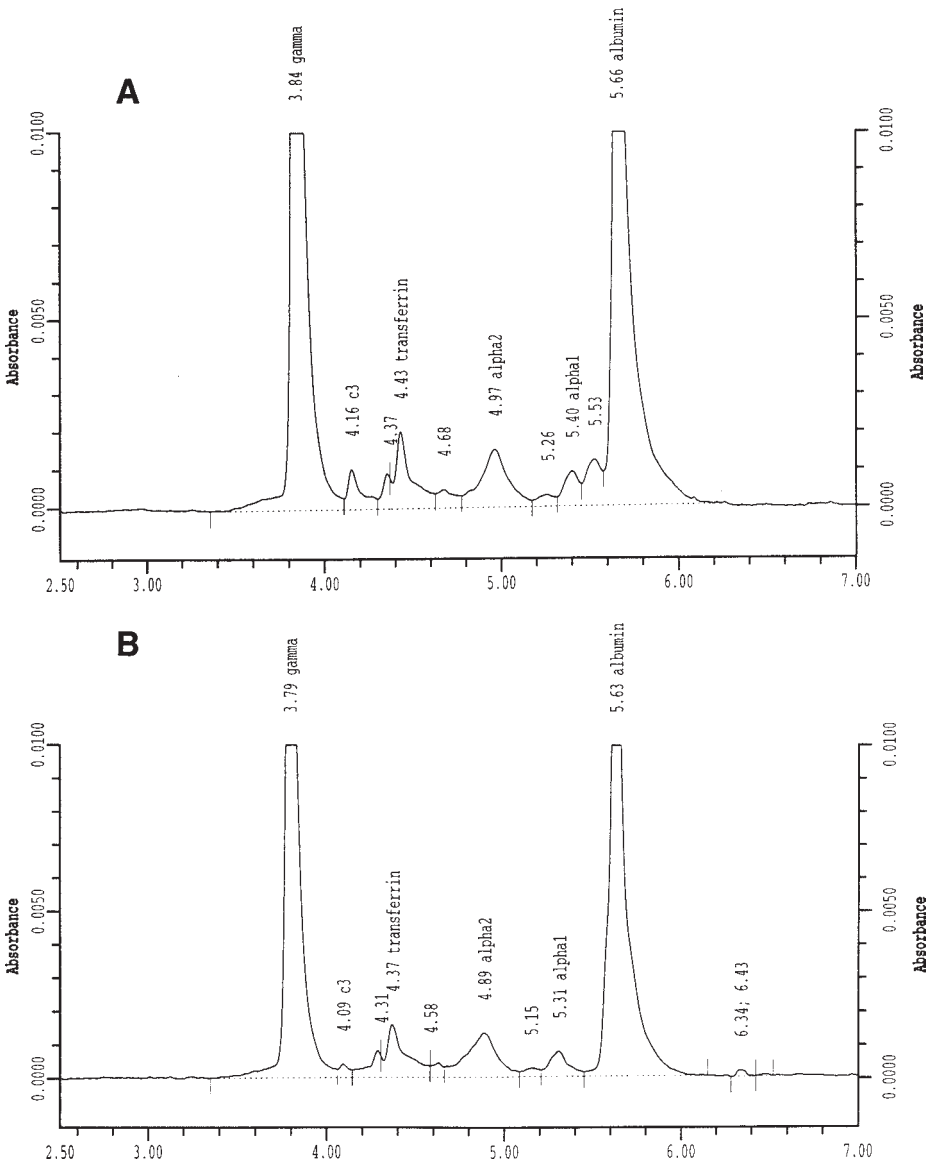 A
3.84 gamma
4.16 c3
4.37
4.43 transferrin
4.68
4.97 alpha2
5.26
5.40 alpha1
5.53
5.66 albumin
Absorbance
0.0100
0.0050
0.0000
Absorbance
0.0100
0.0050
0.0000
2.50 3.00 4.00 5.00 6.00 7.00
B
3.79 gamma
4.09 c3
4.31
4.37 transferrin
4.58
4.89 alpha2
5.15
5.31 alpha1
5.63 albumin
6.34; 6.43
Absorbance
0.0100
0.0050
0.0000
Absorbance
0.0100
0.0050
0.0000
2.50 3.00 4.00 5.00 6.00 7.00